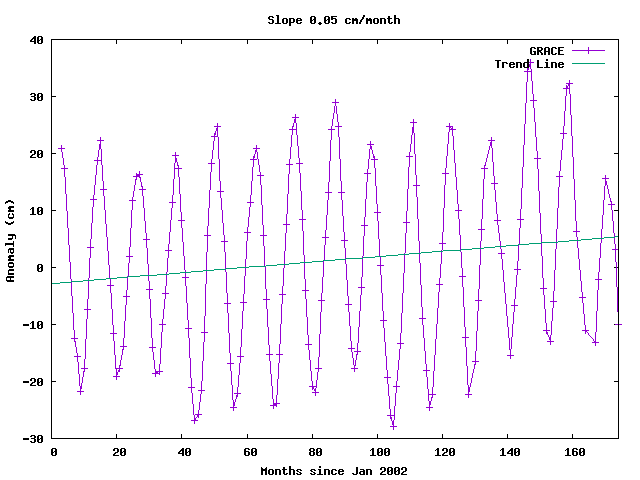 Slope 0.05 cm/month
GRACE
Trend Line
40
30
20
10
0
-10
-20
-30
Anomaly (cm)
0 20 40 60 80 100 120 140 160
Months since Jan 2002